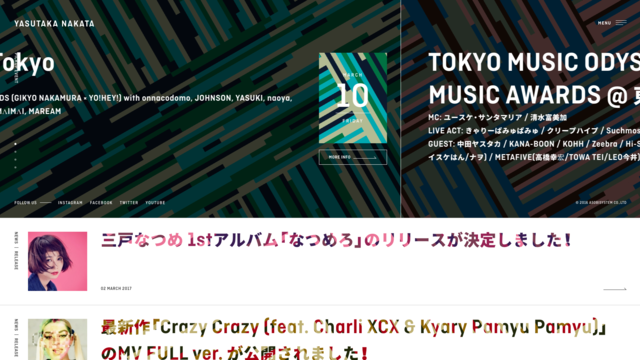 YASUTAKA NAKATA
MENU
Tokyo
(GIKYO NAKAMURA × YO!HEY!) with onnacodomo, JOHNSON, YASUKI, naoya,
MAREAM
MARCH
10
FRIDAY
MORE INFO
TOKYO MUSIC ODYS
MUSIC AWARDS @
MC: ユースケ・サンタマリア / 清水富美加
LIVE ACT: きゃりーぱみゅぱみゅ / クリープハイプ / Suchmos
GUEST: 中田ヤスタカ / KANA-BOON / KOHH / Zeebra / Hi-S
イスケはん/ナヲ) / METAFIVE(高橋幸宏/TOWA TEI/LEO今井)
FOLLOW US
INSTAGRAM
FACEBOOK
TWITTER
YOUTUBE
© 2016 ASOBISYSTEM CO.,LTD.
NEWS | RELEASE
三戸なつめ 1stアルバム「なつめろ」のリリースが決定しました!
02 MARCH 2017
NEWS | RELEASE
最新作「Crazy Crazy (feat. Charli XCX & Kyary Pamyu Pamyu)」
のMV FULL ver. が公開されました!